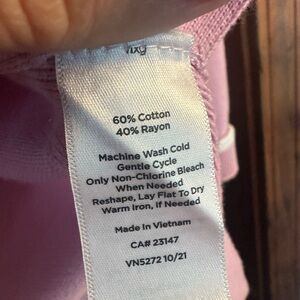 60% Cotton
40% Rayon
Machine Wash Cold
Gentle Cycle
Only Non-Chlorine Bleach
When Needed
Reshape, Lay Flat To Dry
Warm Iron, If Needed
Made In Vietnam
CA# 23147
VN5272 10/21